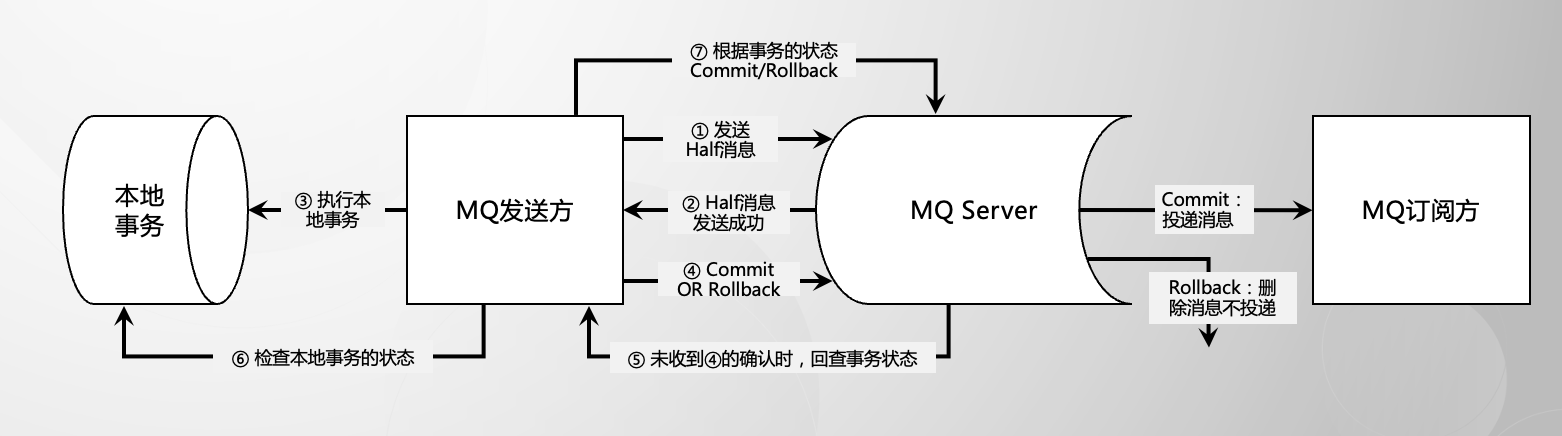 ⑦ 根据事务的状态
Commit/Rollback
① 发送
Half消息
本地
事务
③ 执行本
地事务
MQ发送方
② Half消息
发送成功
MQ Server
Commit：
投递消息
MQ订阅方
④ Commit
OR Rollback
Rollback：删
除消息不投递
⑥ 检查本地事务的状态
⑤ 未收到④的确认时，回查事务状态